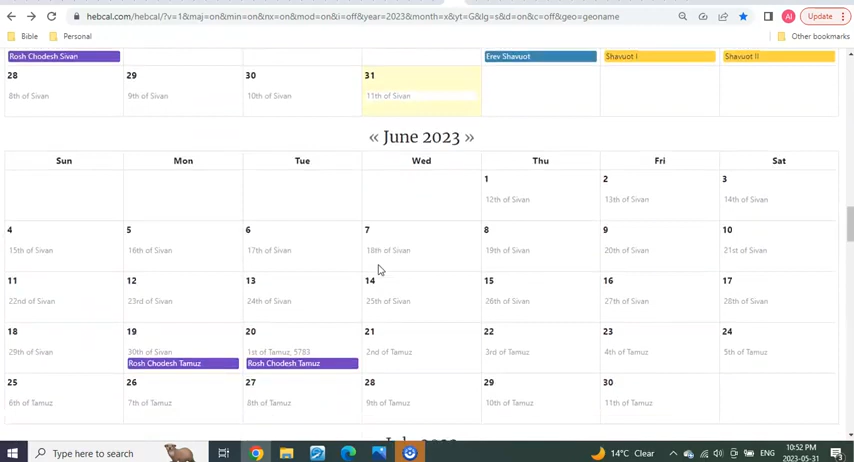 hebcal.com/hebcal/?v=1&maj=on&min=on&nx=on&mod=on&i=off&year=2023&month=x&yt=G&lg=s&d=on&c=off&geo=geoname
AI
Update
Bible
Personal
Other bookmarks
Rosh Chodesh Sivan
Erev Shavuot
Shavuot I
Shavuot II
28 29 30 31
8th of Sivan 9th of Sivan 10th of Sivan 11th of Sivan
« June 2023 »
Sun Mon Tue Wed Thu Fri Sat
1 2 3
12th of Sivan 13th of Sivan 14th of Sivan
4 5 6 7 8 9 10
15th of Sivan 16th of Sivan 17th of Sivan 18th of Sivan 19th of Sivan 20th of Sivan 21st of Sivan
11 12 13 14 15 16 17
22nd of Sivan 23rd of Sivan 24th of Sivan 25th of Sivan 26th of Sivan 27th of Sivan 28th of Sivan
18 19 20 21 22 23 24
29th of Sivan 30th of Sivan 1st of Tamuz, 5783 2nd of Tamuz 3rd of Tamuz 4th of Tamuz 5th of Tamuz
Rosh Chodesh Tamuz Rosh Chodesh Tamuz
25 26 27 28 29 30
6th of Tamuz 7th of Tamuz 8th of Tamuz 9th of Tamuz 10th of Tamuz 11th of Tamuz
Type here to search
14°C Clear
ENG
10:52 PM
2023-05-31
3